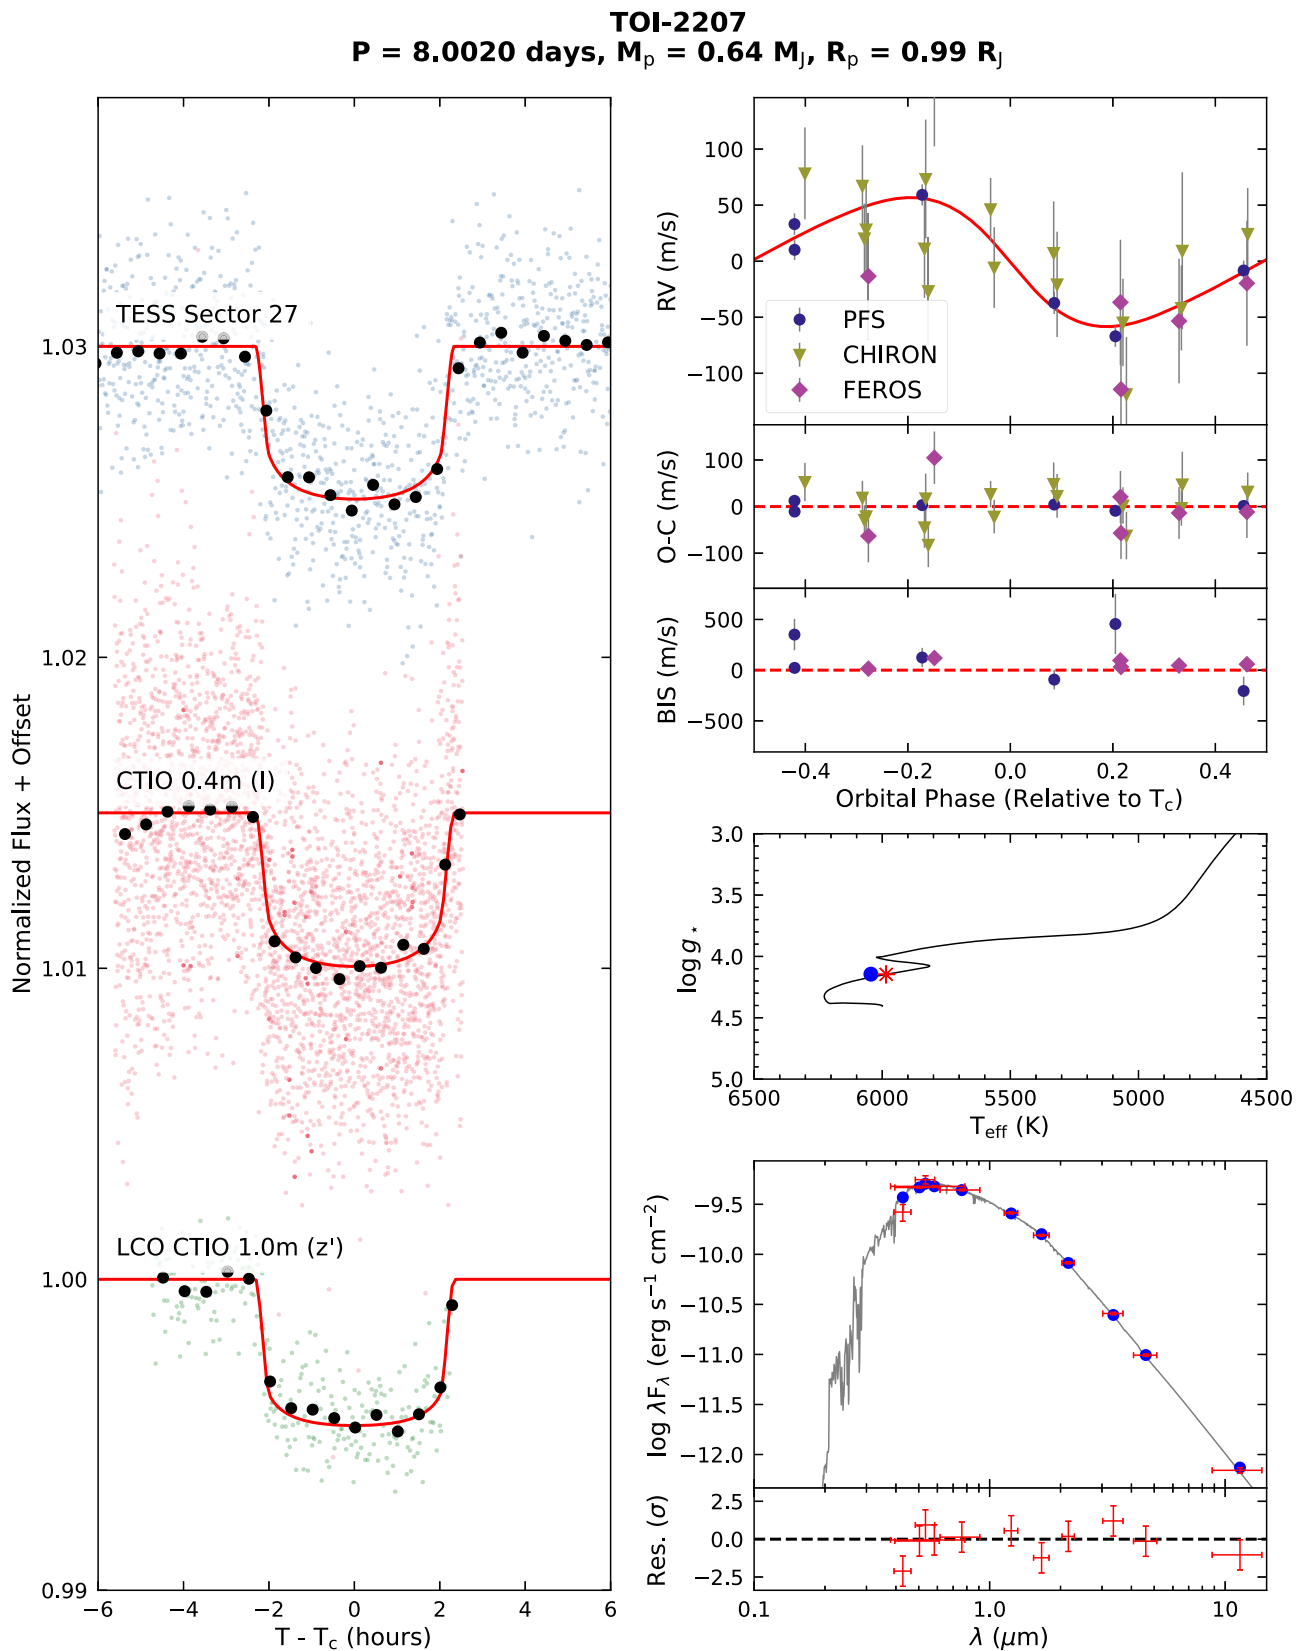 TOI-2207
P = 8.0020 days, Mₚ = 0.64 M_J, Rₚ = 0.99 R_J
TESS Sector 27
CTIO 0.4m (I)
LCO CTIO 1.0m (z')
Normalized Flux + Offset
1.03
1.02
1.01
1.00
0.99
−6
−4
−2
0
2
4
6
T - T_c (hours)
RV (m/s)
100
50
0
−50
−100
PFS
CHIRON
FEROS
O-C (m/s)
100
0
−100
BIS (m/s)
500
0
−500
−0.4
−0.2
0.0
0.2
0.4
Orbital Phase (Relative to T_c)
log g⋆
3.0
3.5
4.0
4.5
5.0
6500
6000
5500
5000
4500
T_eff (K)
log λF_λ (erg s⁻¹ cm⁻²)
−9.5
−10.0
−10.5
−11.0
−11.5
−12.0
Res. (σ)
2.5
0.0
−2.5
0.1
1.0
10
λ (μm)